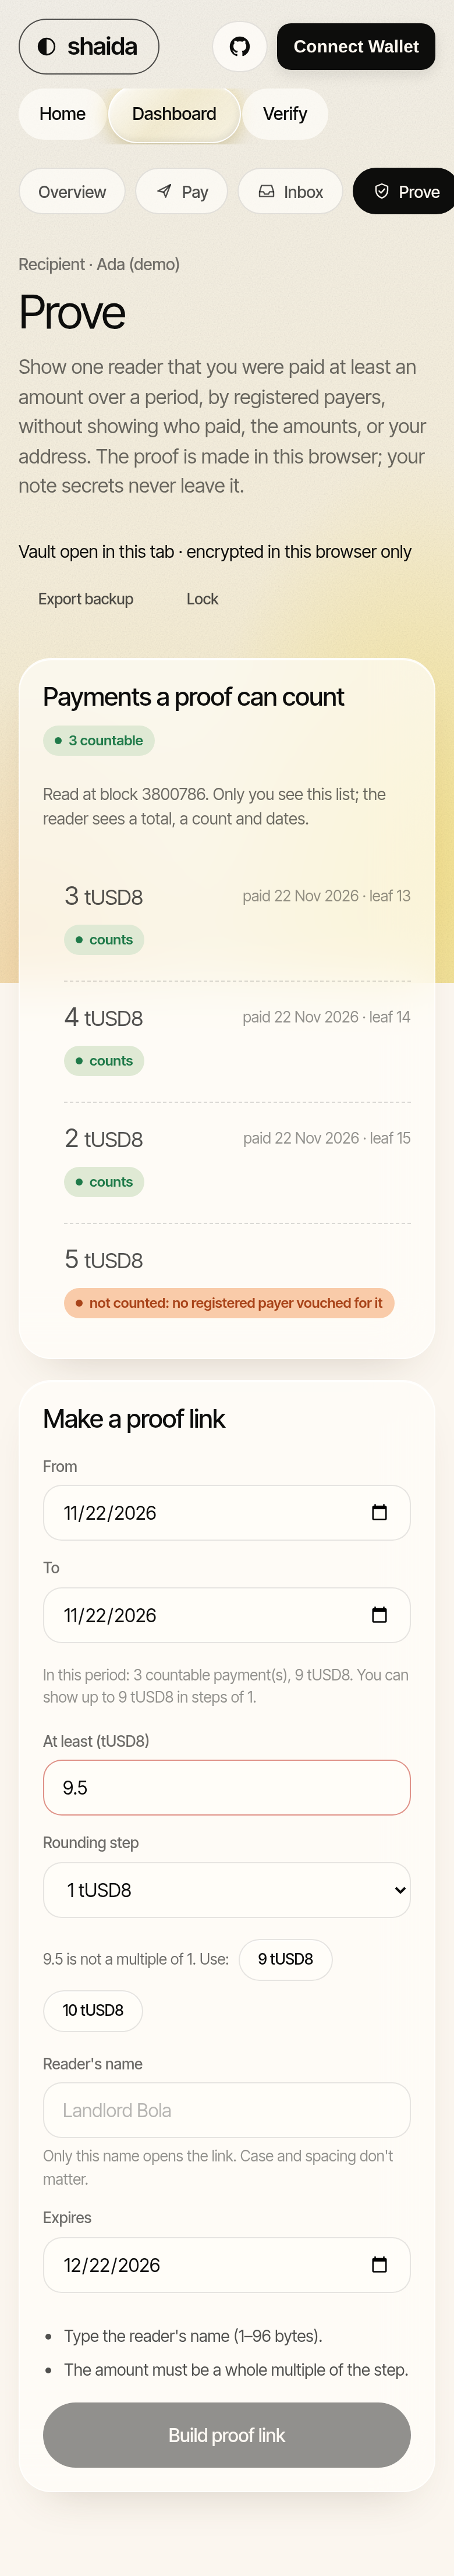 shaida
Connect Wallet
Home
Dashboard
Verify
Overview
Pay
Inbox
Prove
Recipient · Ada (demo)
Prove
Show one reader that you were paid at least an
amount over a period, by registered payers,
without showing who paid, the amounts, or your
address. The proof is made in this browser; your
note secrets never leave it.
Vault open in this tab · encrypted in this browser only
Export backup
Lock
Payments a proof can count
3 countable
Read at block 3800786. Only you see this list; the
reader sees a total, a count and dates.
3 tUSD8
paid 22 Nov 2026 · leaf 13
counts
4 tUSD8
paid 22 Nov 2026 · leaf 14
counts
2 tUSD8
paid 22 Nov 2026 · leaf 15
counts
5 tUSD8
not counted: no registered payer vouched for it
Make a proof link
From
11/22/2026
To
11/22/2026
In this period: 3 countable payment(s), 9 tUSD8. You can
show up to 9 tUSD8 in steps of 1.
At least (tUSD8)
9.5
Rounding step
1 tUSD8
9.5 is not a multiple of 1. Use:
9 tUSD8
10 tUSD8
Reader's name
Landlord Bola
Only this name opens the link. Case and spacing don't
matter.
Expires
12/22/2026
• Type the reader's name (1–96 bytes).
• The amount must be a whole multiple of the step.
Build proof link